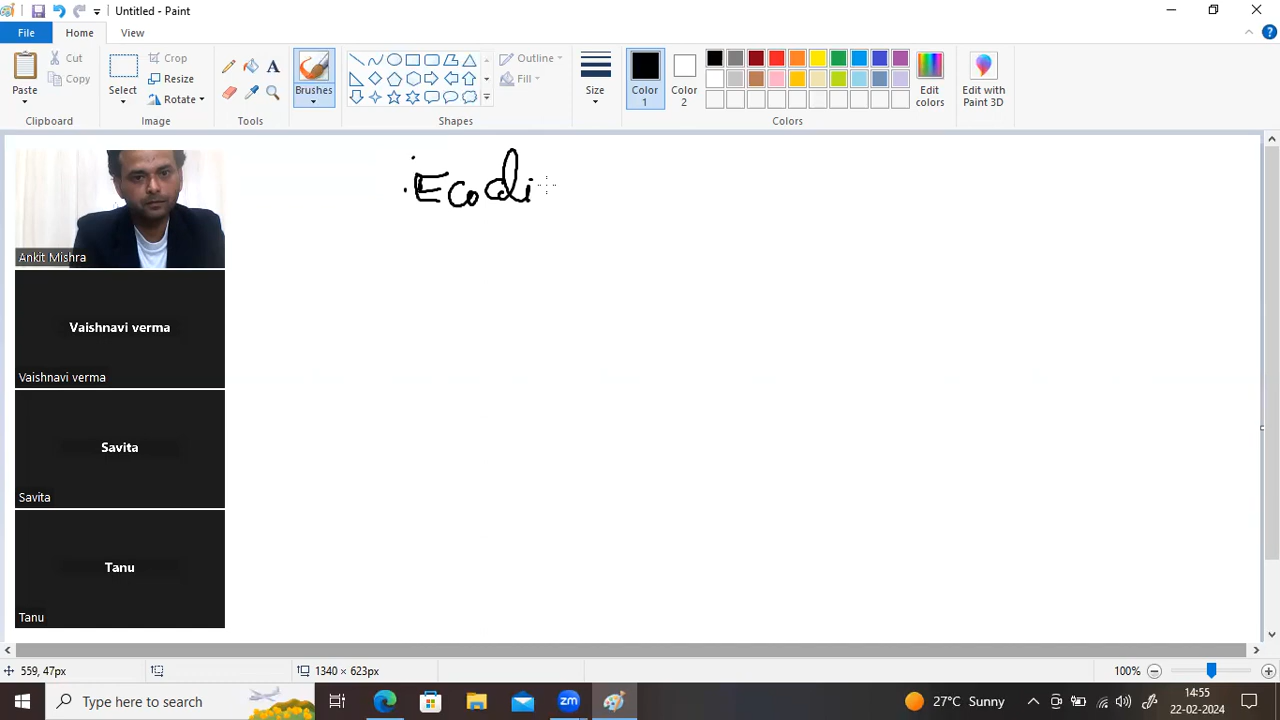 Untitled - Paint
File Home View
Paste Cut Copy Clipboard
Select Crop Resize Rotate Image
Tools
Brushes
Shapes Outline Fill
Size
Color 1 Color 2 Edit colors Colors
Edit with Paint 3D
Ecodi
Ankit Mishra
Vaishnavi verma
Vaishnavi verma
Savita
Savita
Tanu
Tanu
559, 47px 1340 × 623px 100%
Type here to search zm 27°C Sunny 14:55
22-02-2024